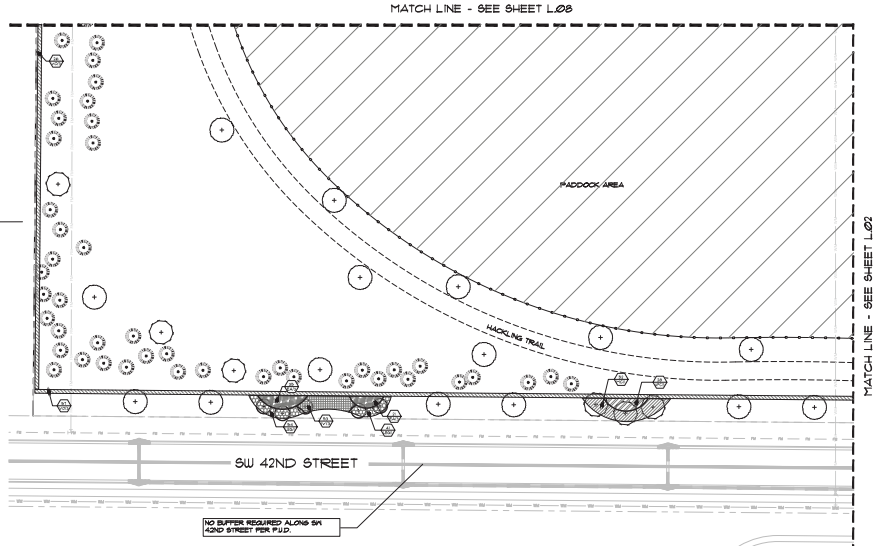 MATCH LINE - SEE SHEET L.08
PADDOCK AREA
MATCH LINE - SEE SHEET L.02
HACKLING TRAIL
SW 42ND STREET
NO BUFFER REQUIRED ALONG SW
42ND STREET PER P.U.D.